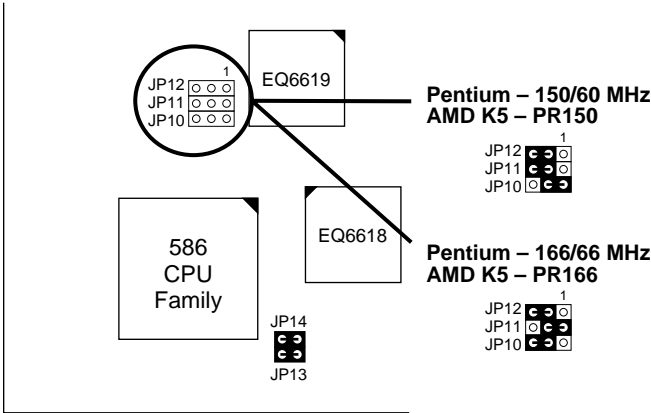 1
JP12
JP11
JP10
EQ6619
Pentium – 150/60 MHz
AMD K5 – PR150
1
JP12
JP11
JP10
586
CPU
Family
EQ6618
Pentium – 166/66 MHz
AMD K5 – PR166
1
JP12
JP11
JP10
JP14
JP13